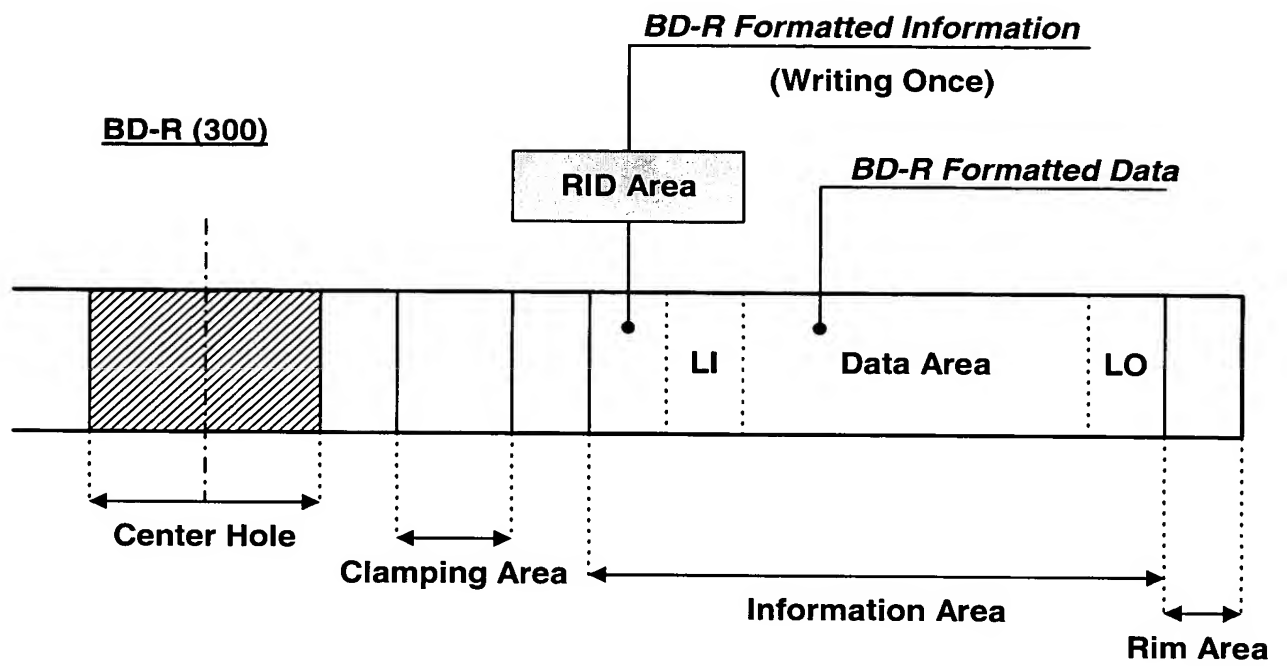 BD-R Formatted Information
(Writing Once)
BD-R (300)
RID Area
BD-R Formatted Data
LI
Data Area
LO
Center Hole
Clamping Area
Information Area
Rim Area